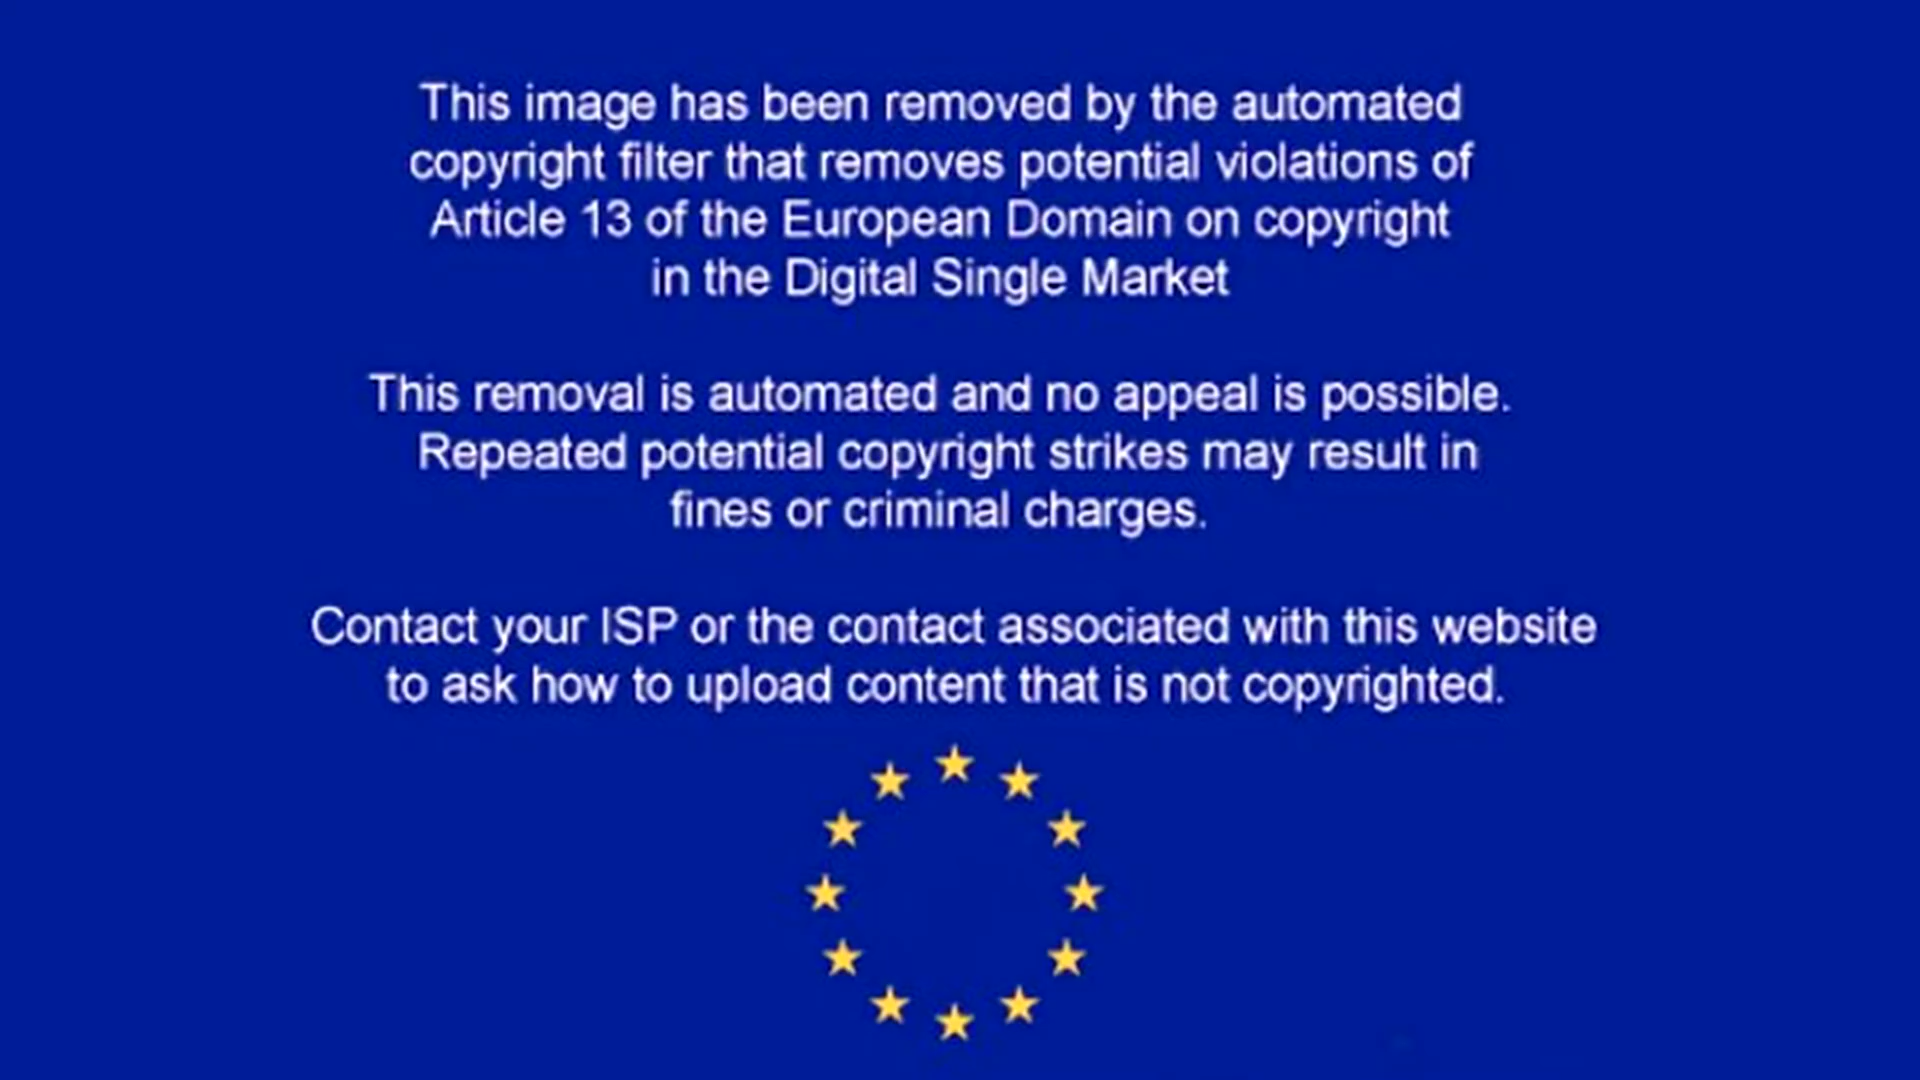 This image has been removed by the automated
copyright filter that removes potential violations of
Article 13 of the European Domain on copyright
in the Digital Single Market
This removal is automated and no appeal is possible.
Repeated potential copyright strikes may result in
fines or criminal charges.
Contact your ISP or the contact associated with this website
to ask how to upload content that is not copyrighted.